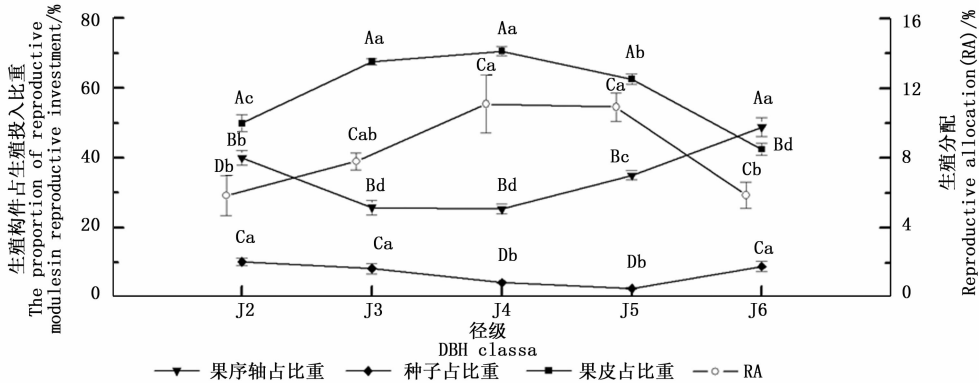 生殖构件占生殖投入比重
The proportion of reproductive
modulesin reproductive investment/%
80
60
40
20
0
16
12
8
4
0
生殖分配
Reproductive allocation(RA)/%
Ac
Aa
Aa
Ab
Bd
Bb
Bd
Bd
Bc
Aa
Db
Cab
Ca
Ca
Cb
Ca
Ca
Db
Db
Ca
J2
J3
J4
J5
J6
径级
DBH classa
果序轴占比重 种子占比重 果皮占比重 RA